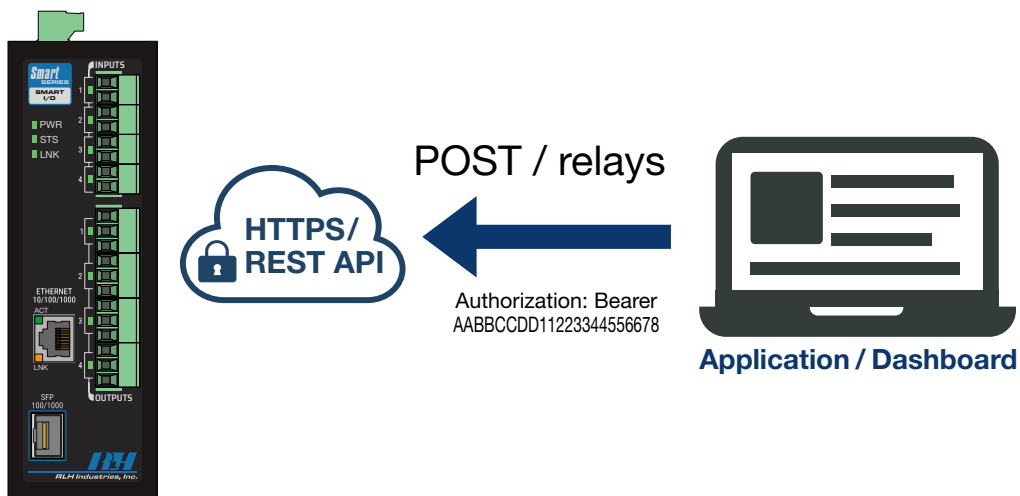 Smart
SERIES
SMART
I/O
INPUTS
1
2
3
4
PWR
STS
LNK
1
2
3
4
OUTPUTS
ETHERNET
10/100/1000
ACT
LNK
SFP
100/1000
RLH
RLH Industries, Inc.
HTTPS/
REST API
POST / relays
Authorization: Bearer
AABBCCDD11223344556678
Application / Dashboard